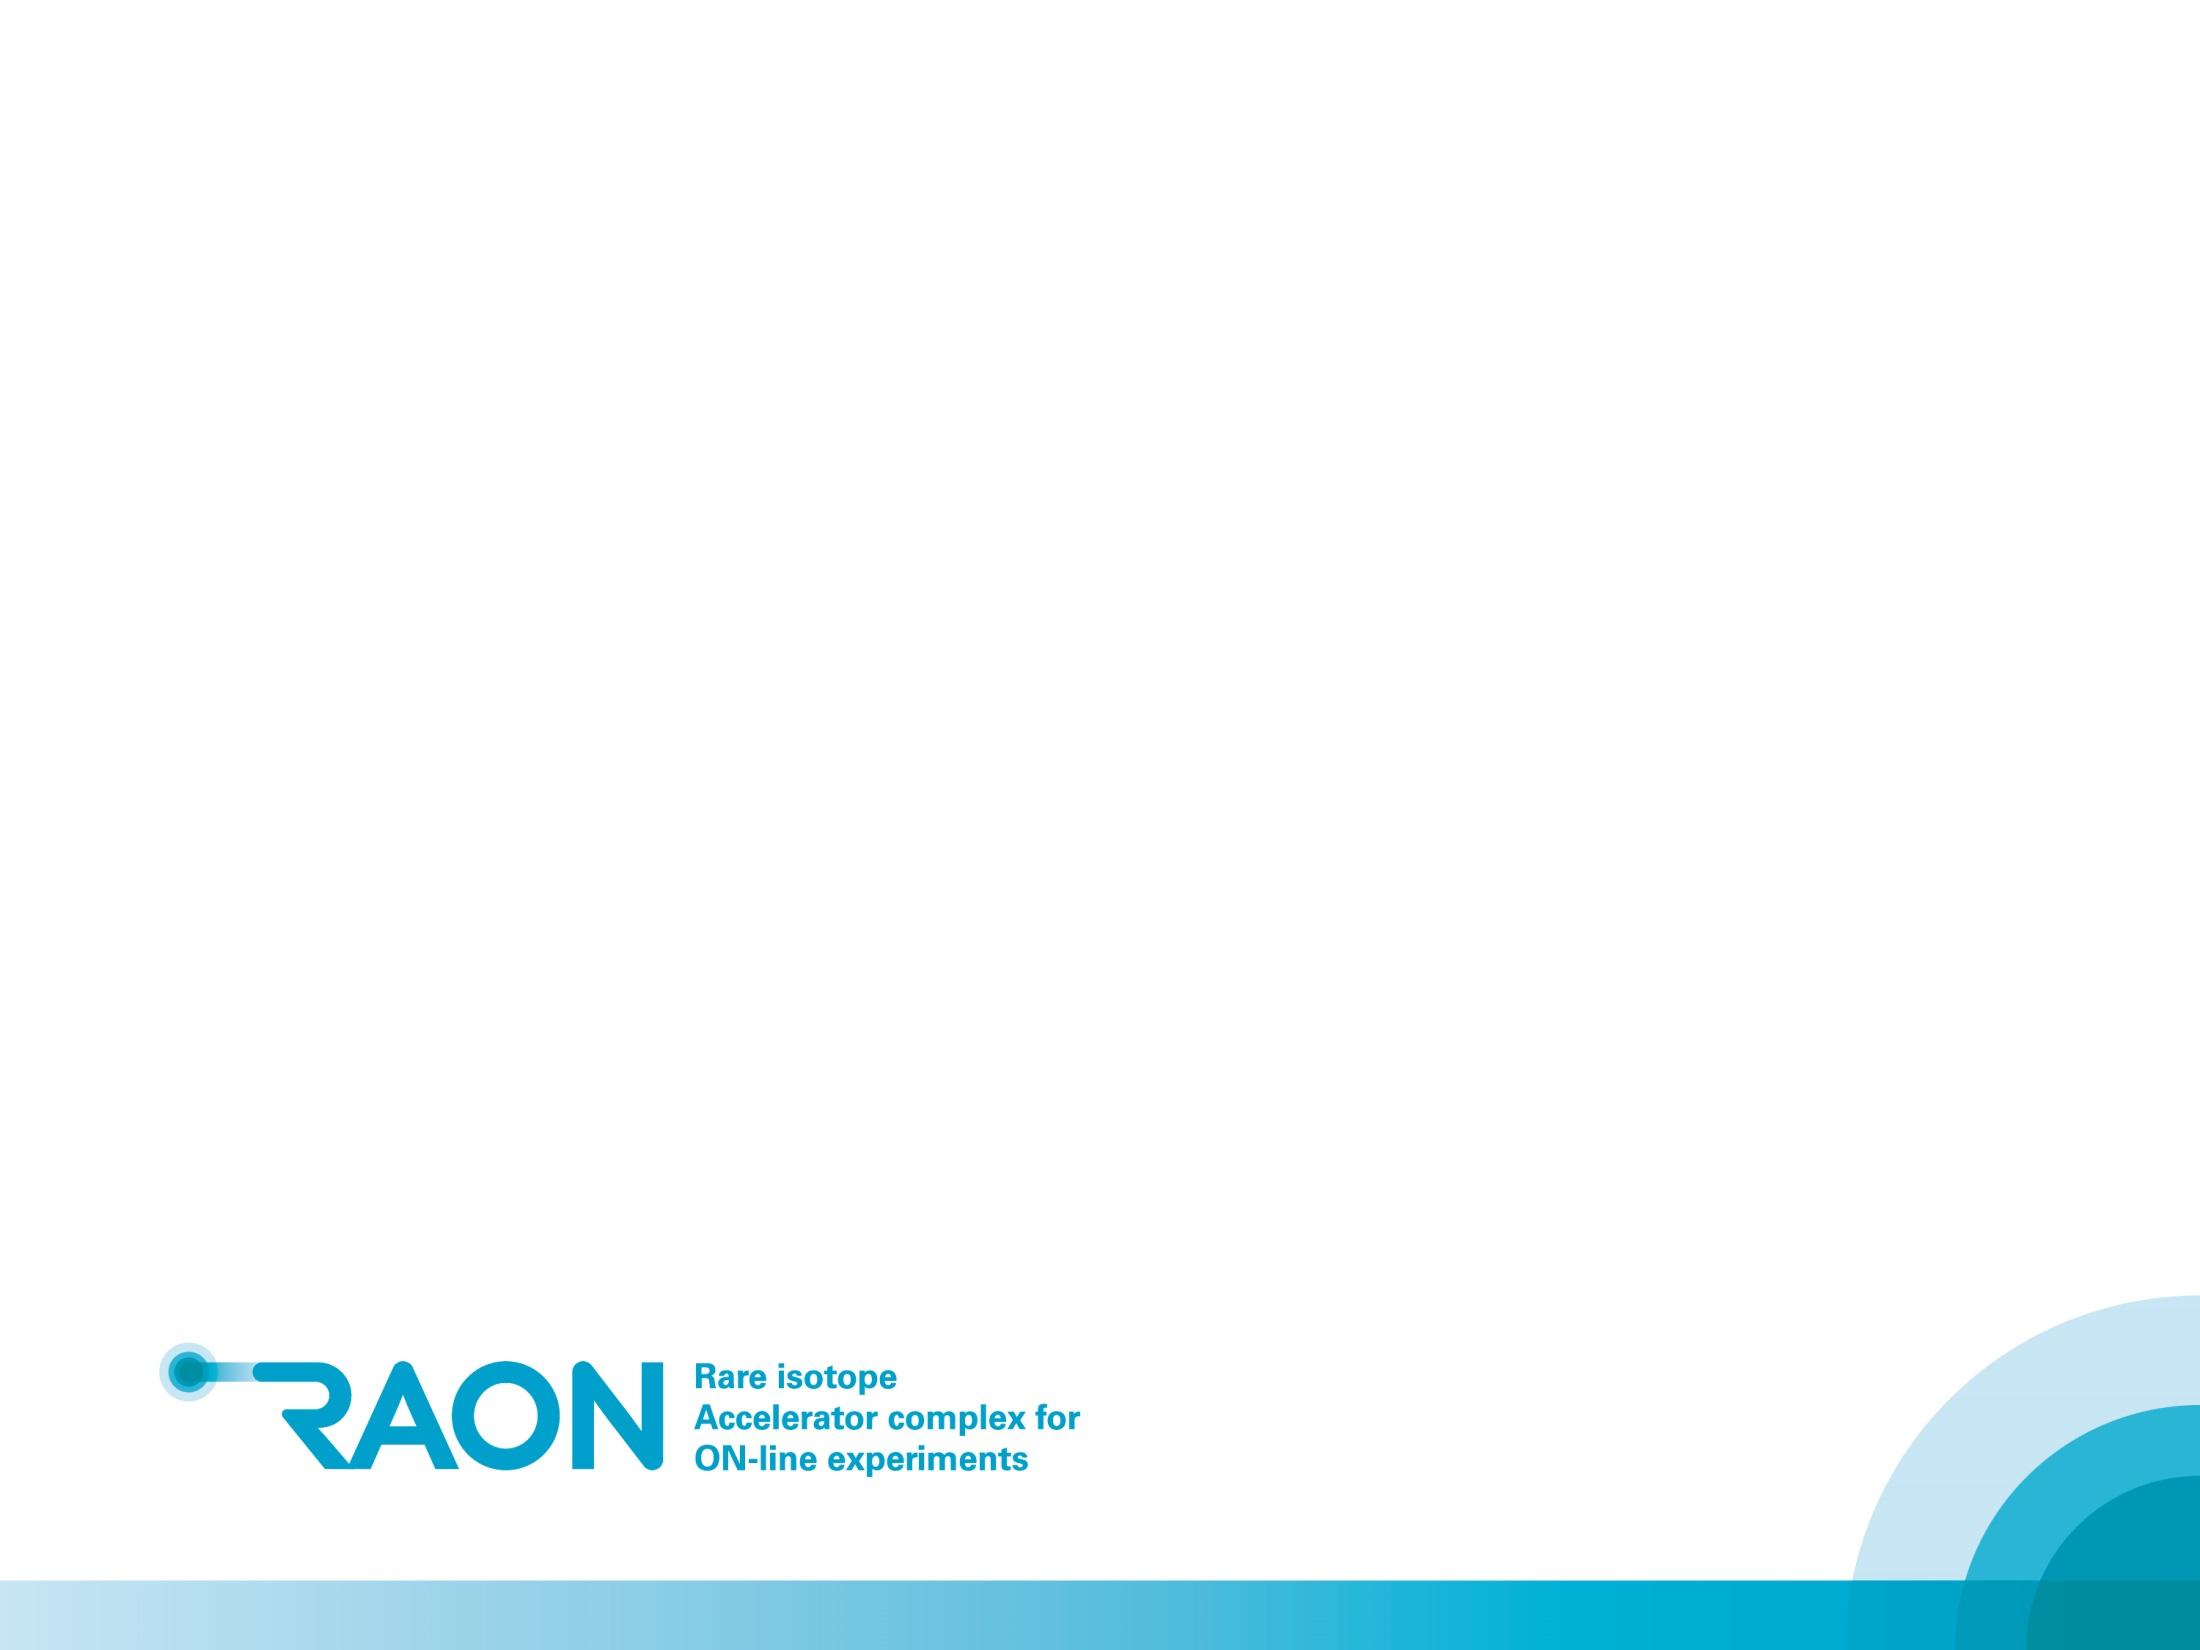 RAON
Rare isotope
Accelerator complex for
ON-line experiments